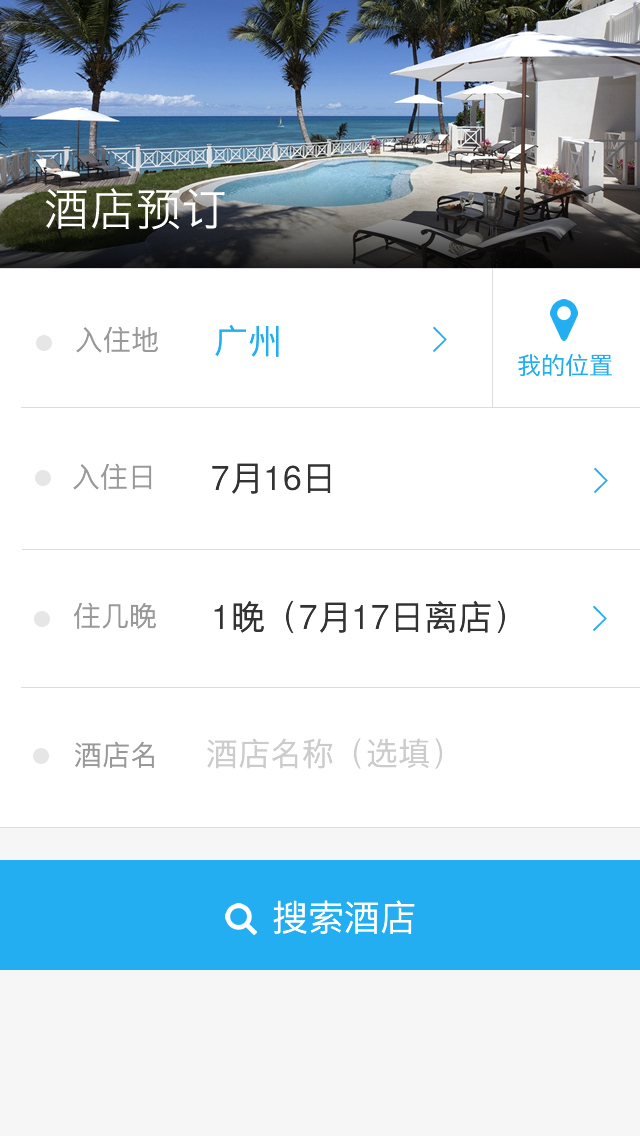 酒店预订
入住地 广州
我的位置
入住日 7月16日
住几晚 1晚（7月17日离店）
酒店名 酒店名称（选填）
搜索酒店